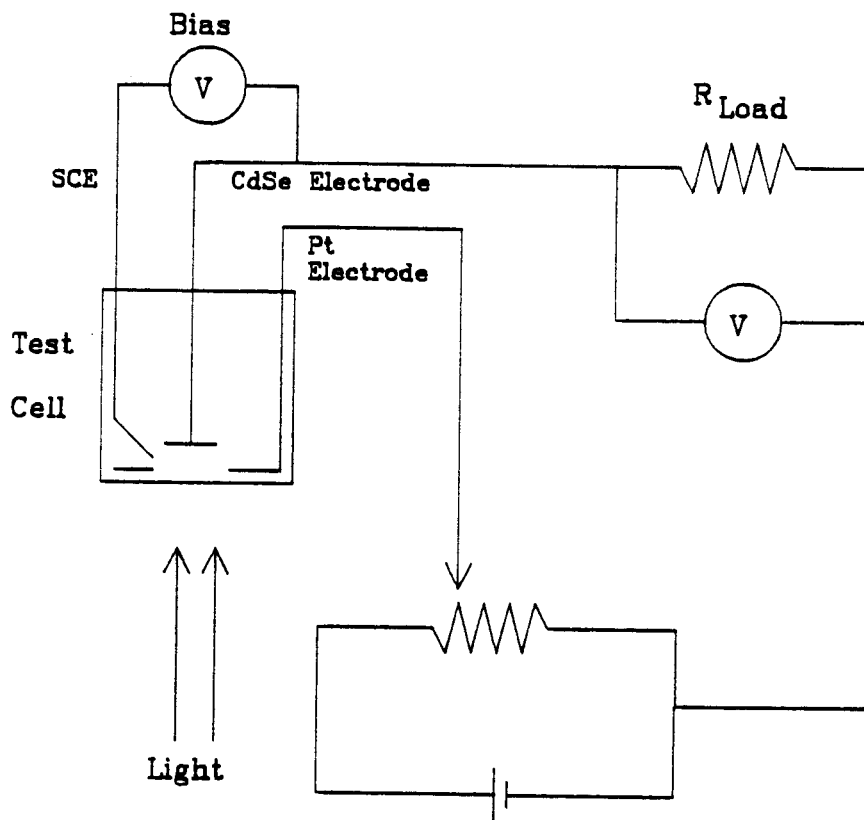 Bias
V
R Load
SCE
CdSe Electrode
Pt
Electrode
V
Test
Cell
Light